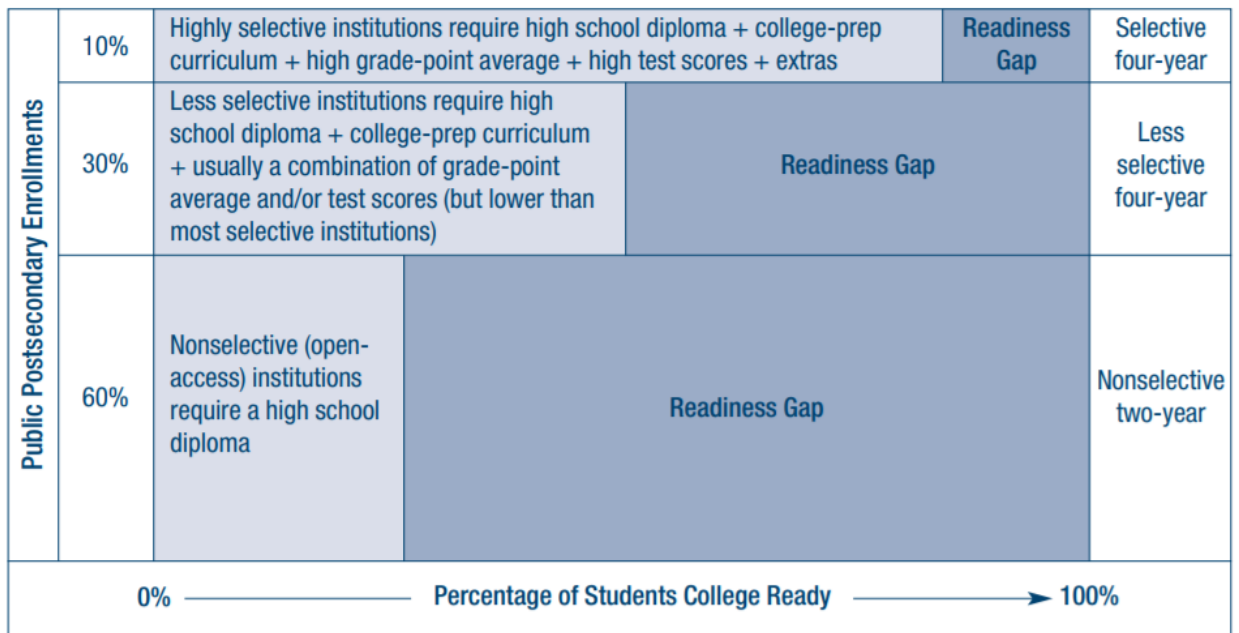 Public Postsecondary Enrollments
10%
Highly selective institutions require high school diploma + college-prep
curriculum + high grade-point average + high test scores + extras
Readiness
Gap
Selective
four-year
30%
Less selective institutions require high
school diploma + college-prep curriculum
+ usually a combination of grade-point
average and/or test scores (but lower than
most selective institutions)
Readiness Gap
Less
selective
four-year
60%
Nonselective (open-
access) institutions
require a high school
diploma
Readiness Gap
Nonselective
two-year
0%
Percentage of Students College Ready
100%